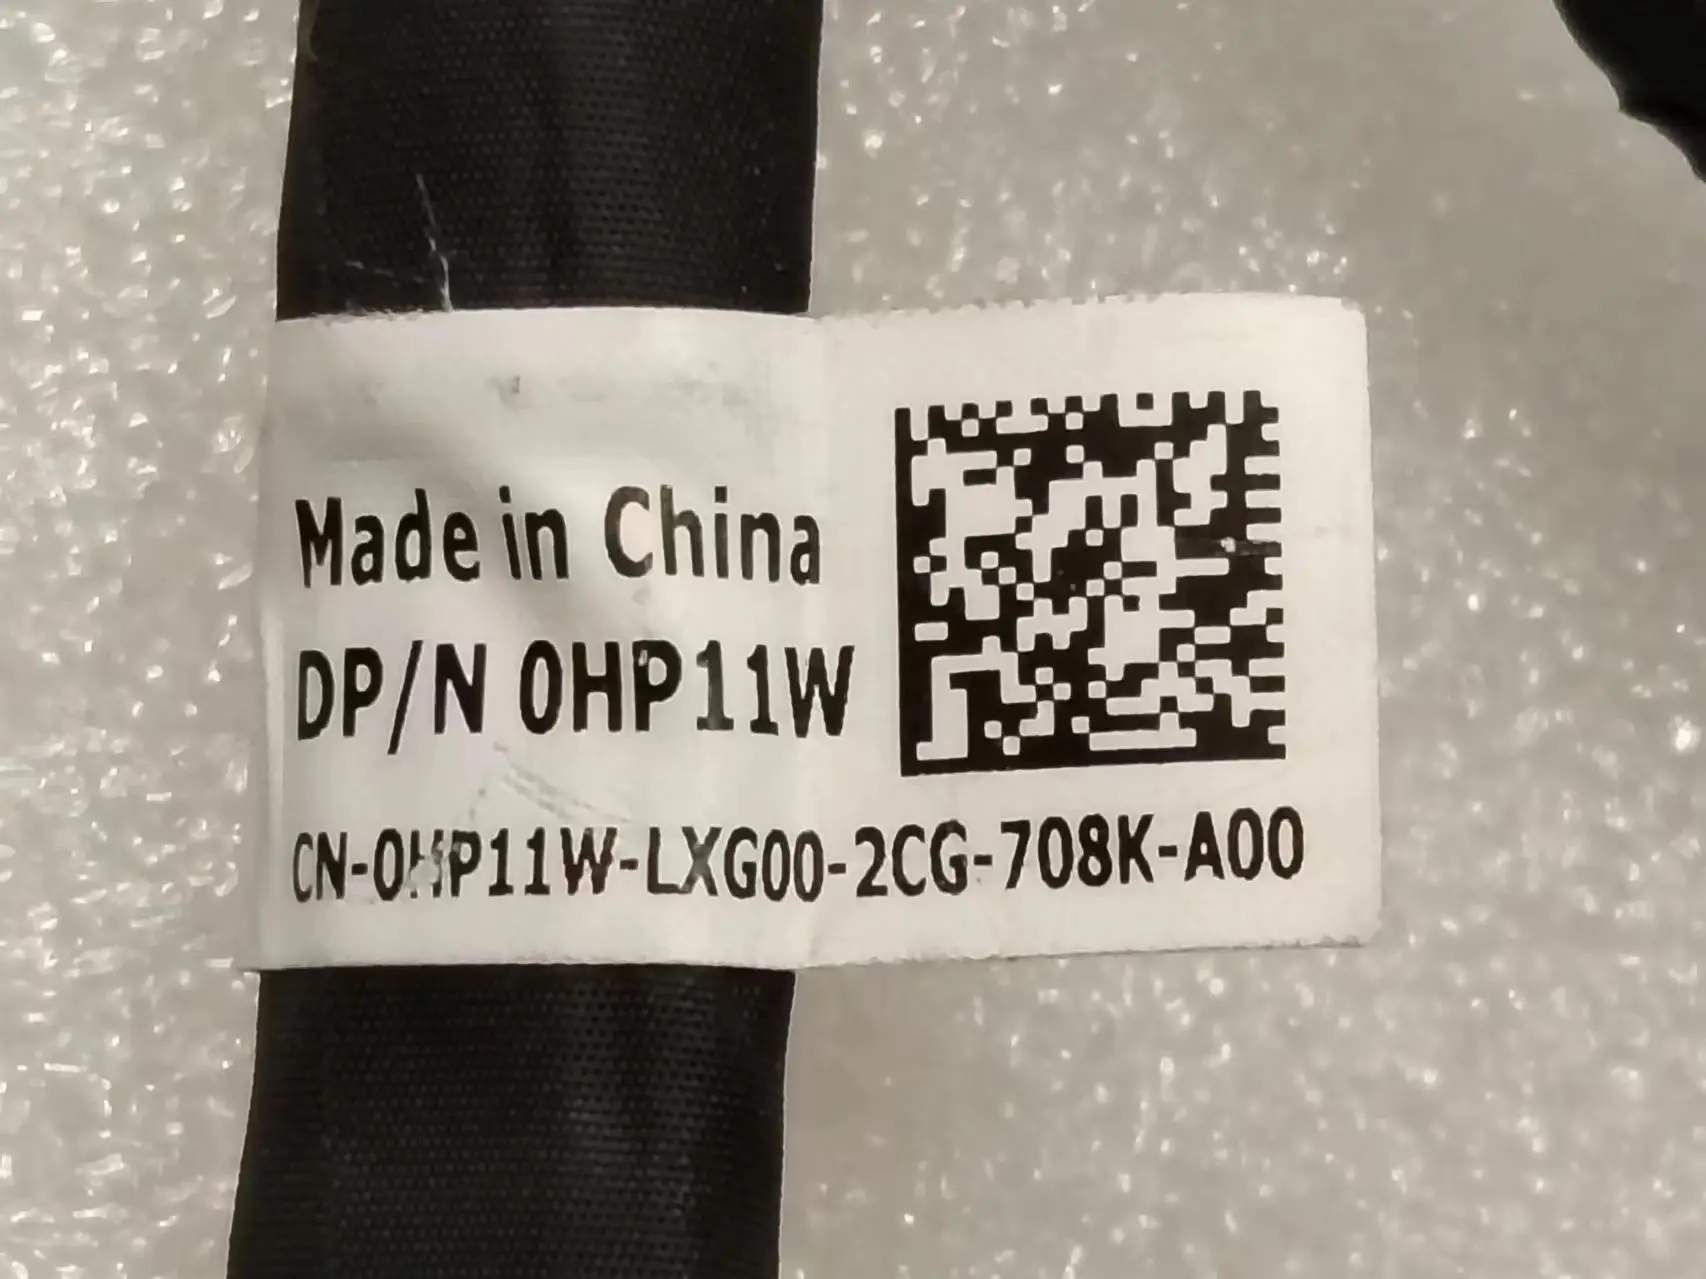 Made in China
DP/N 0HP11W
CN-0HP11W-LXG00-2CG-708K-A00